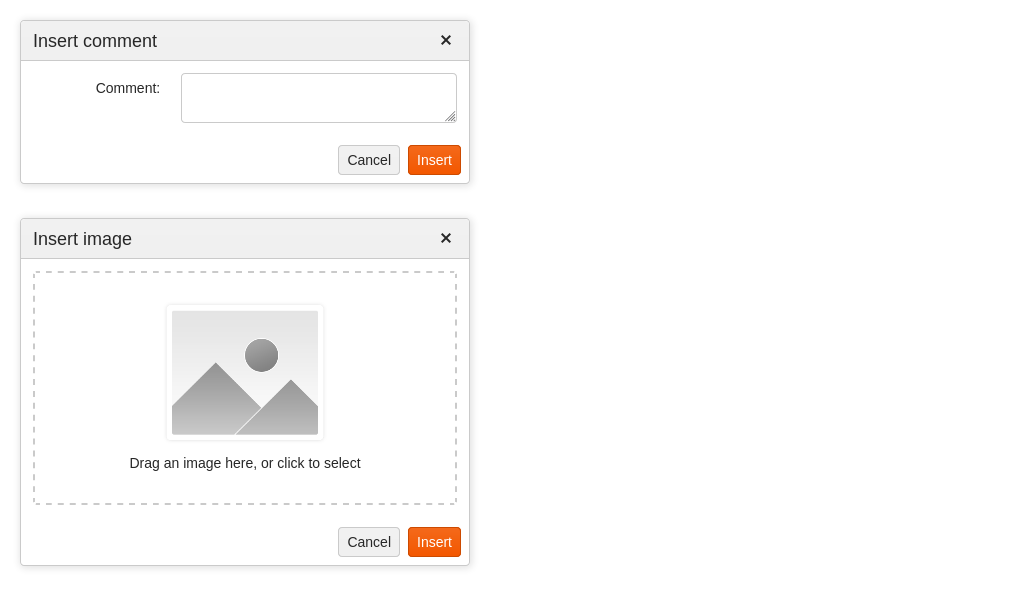 Insert comment ×
Comment:
Cancel Insert
Insert image ×
Drag an image here, or click to select
Cancel Insert